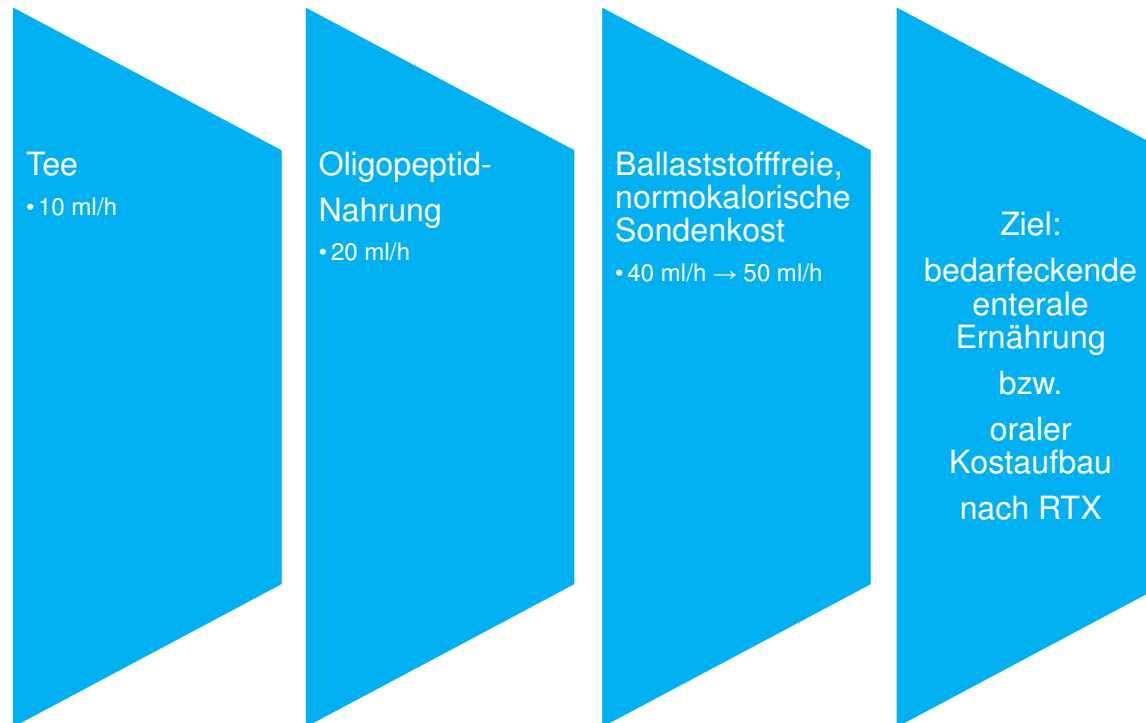 Tee
• 10 ml/h
Oligopeptid-
Nahrung
• 20 ml/h
Ballaststofffreie,
normokalorische
Sondenkost
• 40 ml/h → 50 ml/h
Ziel:
bedarfeckende
enterale
Ernährung
bzw.
oraler
Kostaufbau
nach RTX